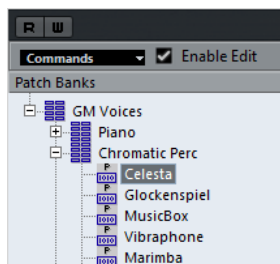 R W
Commands Enable Edit
Patch Banks
GM Voices
Piano
Chromatic Perc
P Celesta
P Glockenspiel
P MusicBox
P Vibraphone
P Marimba